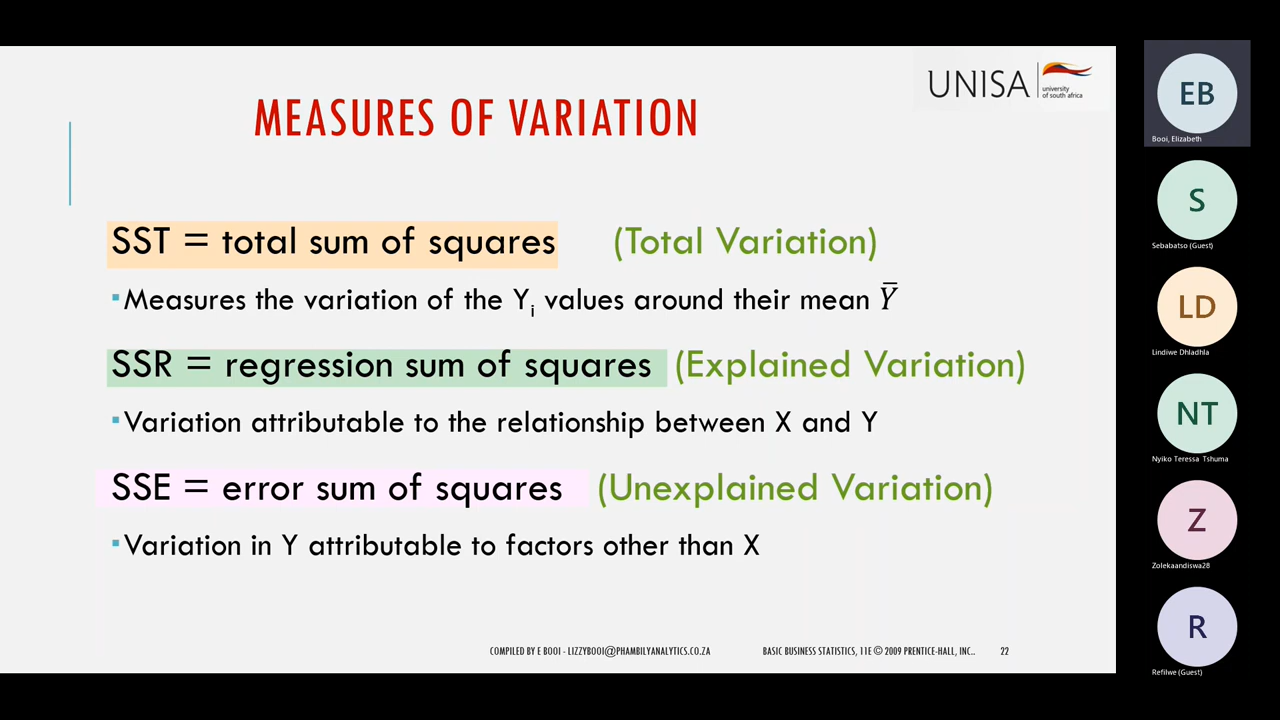 UNISA
university
of south africa
MEASURES OF VARIATION
SST = total sum of squares (Total Variation)
▪Measures the variation of the Yi values around their mean Ȳ
SSR = regression sum of squares (Explained Variation)
▪Variation attributable to the relationship between X and Y
SSE = error sum of squares (Unexplained Variation)
▪Variation in Y attributable to factors other than X
COMPILED BY E BOOI - LIZZYBOOI@PHAMBILYANALYTICS.CO.ZA BASIC BUSINESS STATISTICS, 11E © 2009 PRENTICE-HALL, INC.. 22
EB
Booi, Elizabeth
S
Sebabatso (Guest)
LD
Lindiwe Dhladhla
NT
Nyiko Teressa Tshuma
Z
Zolekaandiswa28
R
Refilwe (Guest)